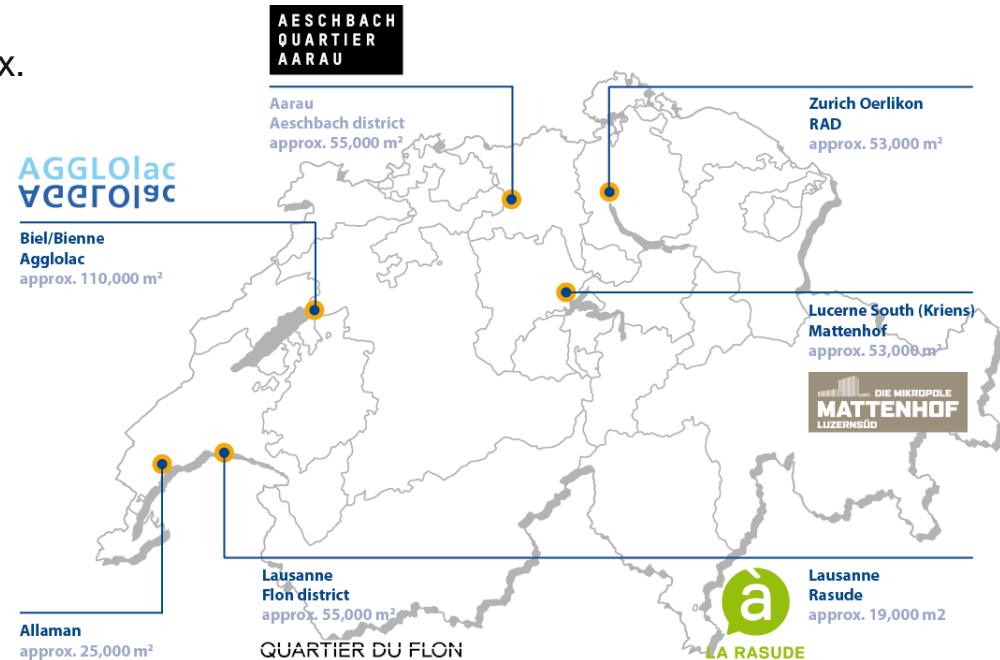 x.
AESCHBACH
QUARTIER
AARAU
Aarau
Aeschbach district
approx. 55,000 m²
Zurich Oerlikon
RAD
approx. 53,000 m²
AGGLOlac
AGGLOlac
Biel/Bienne
Agglolac
approx. 110,000 m²
Lucerne South (Kriens)
Mattenhof
approx. 53,000 m²
DIE MIKROPOLE
MATTENHOF
LUZERNSÜD
Lausanne
Flon district
approx. 55,000 m²
QUARTIER DU FLON
à
LA RASUDE
Lausanne
Rasude
approx. 19,000 m2
Allaman
approx. 25,000 m²